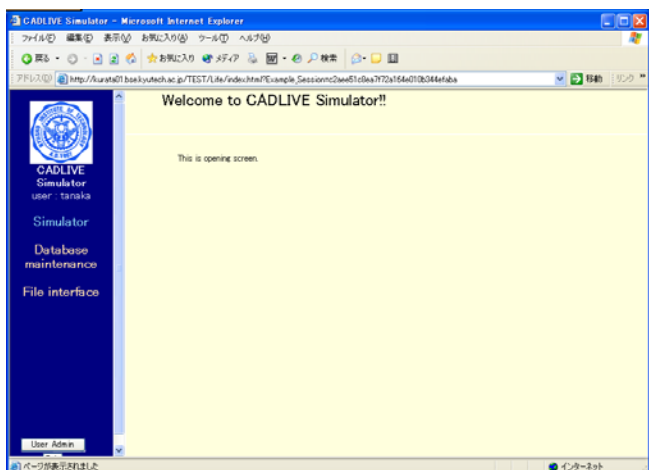 CADLIVE Simulator - Microsoft Internet Explorer
ファイル(F) 編集(E) 表示(V) お気に入り(A) ツール(T) ヘルプ(H)
戻る 検索 お気に入り メディア
アドレス(D) 移動 リンク »
Welcome to CADLIVE Simulator!!
This is opening screen.
CADLIVE
Simulator
user : tanaka
Simulator
Database
maintenance
File interface
User Admin
ページが表示されました インターネット